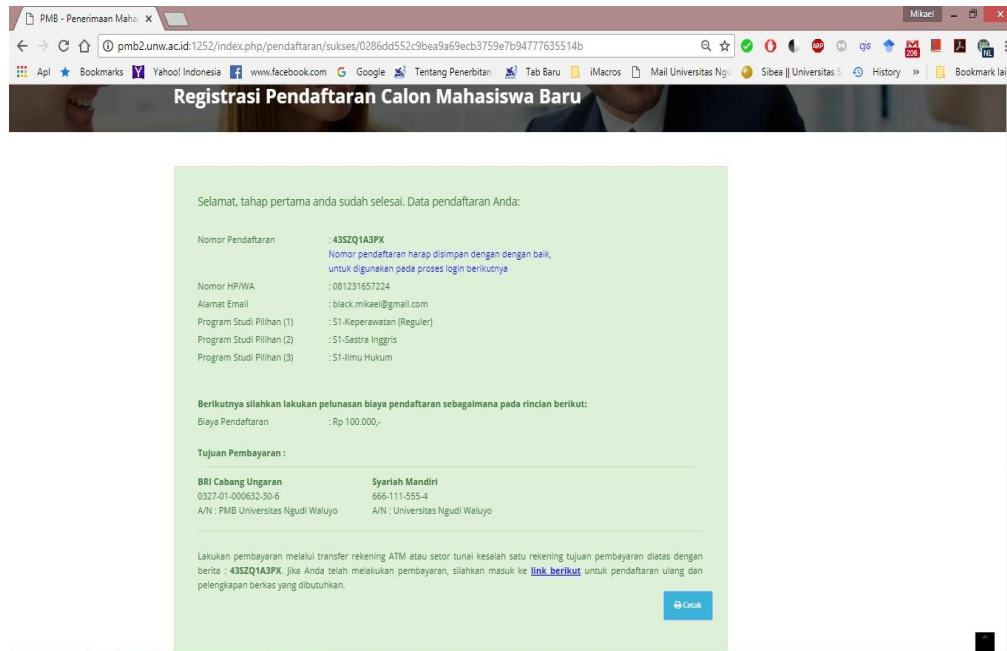 PMB - Penerimaan Maha
Mikael
pmb2.unw.ac.id:1252/index.php/pendaftaran/sukses/0286dd552c9bea9a69ecb3759e7b94777635514b
ABP
cjs
206
NL
Apl Bookmarks Yahoo! Indonesia www.facebook.com Google Tentang Penerbitan Tab Baru iMacros Mail Universitas Ngu Sibea || Universitas S History » Bookmark lai
Registrasi Pendaftaran Calon Mahasiswa Baru
Selamat, tahap pertama anda sudah selesai. Data pendaftaran Anda:
Nomor Pendaftaran : 43SZQ1A3PX
Nomor pendaftaran harap disimpan dengan dengan baik,
untuk digunakan pada proses login berikutnya
Nomor HP/WA : 081231657224
Alamat Email : black.mikael@gmail.com
Program Studi Pilihan (1) : S1-Keperawatan (Reguler)
Program Studi Pilihan (2) : S1-Sastra Inggris
Program Studi Pilihan (3) : S1-Ilmu Hukum
Berikutnya silahkan lakukan pelunasan biaya pendaftaran sebagaimana pada rincian berikut:
Biaya Pendaftaran : Rp 100.000,-
Tujuan Pembayaran :
BRI Cabang Ungaran Syariah Mandiri
0327-01-000632-30-6 666-111-555-4
A/N : PMB Universitas Ngudi Waluyo A/N : Universitas Ngudi Waluyo
Lakukan pembayaran melalui transfer rekening ATM atau setor tunai kesalah satu rekening tujuan pembayaran diatas dengan
berita : 43SZQ1A3PX. Jika Anda telah melakukan pembayaran, silahkan masuk ke link berikut untuk pendaftaran ulang dan
pelengkapan berkas yang dibutuhkan.
Cetak